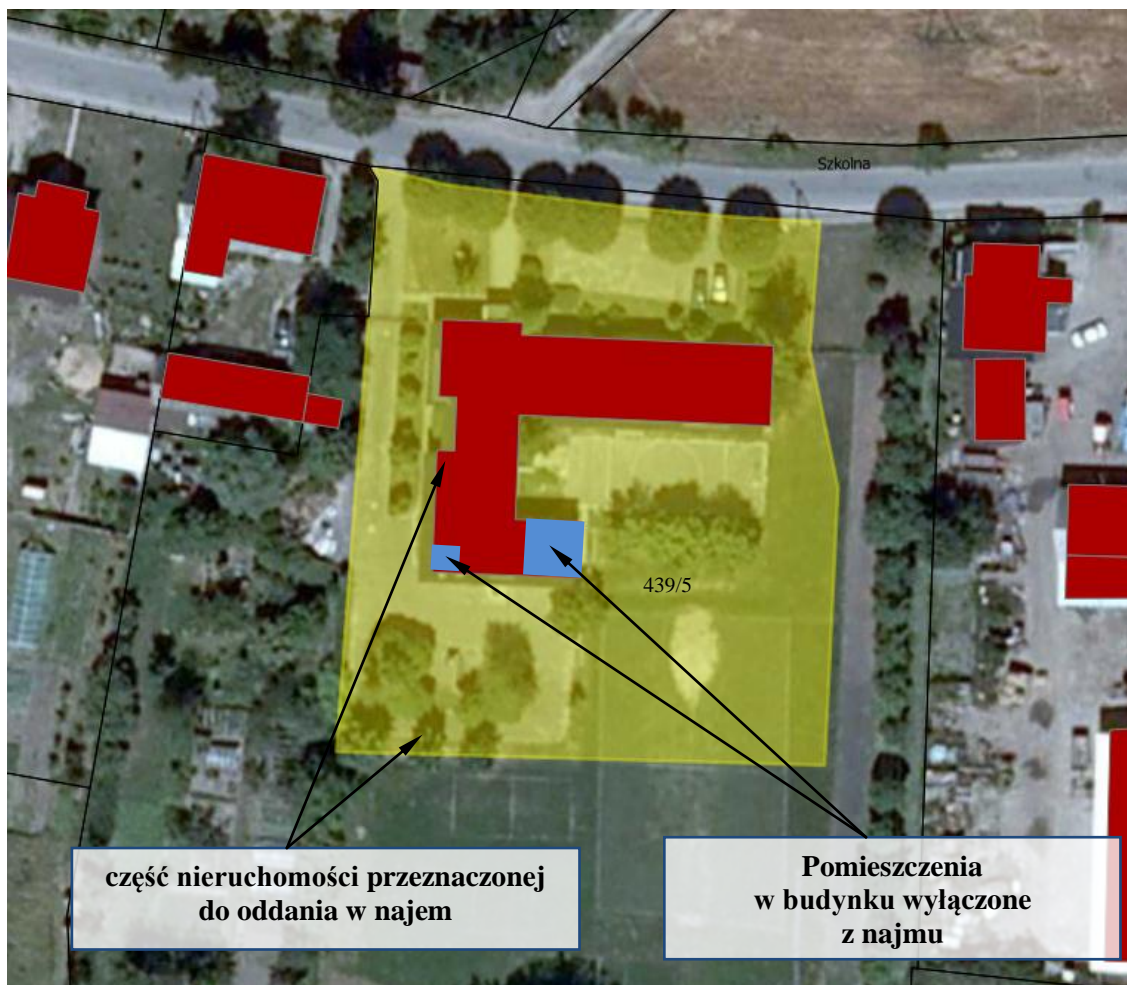 Szkolna
439/5
część nieruchomości przeznaczonej
do oddania w najem
Pomieszczenia
w budynku wyłączone
z najmu